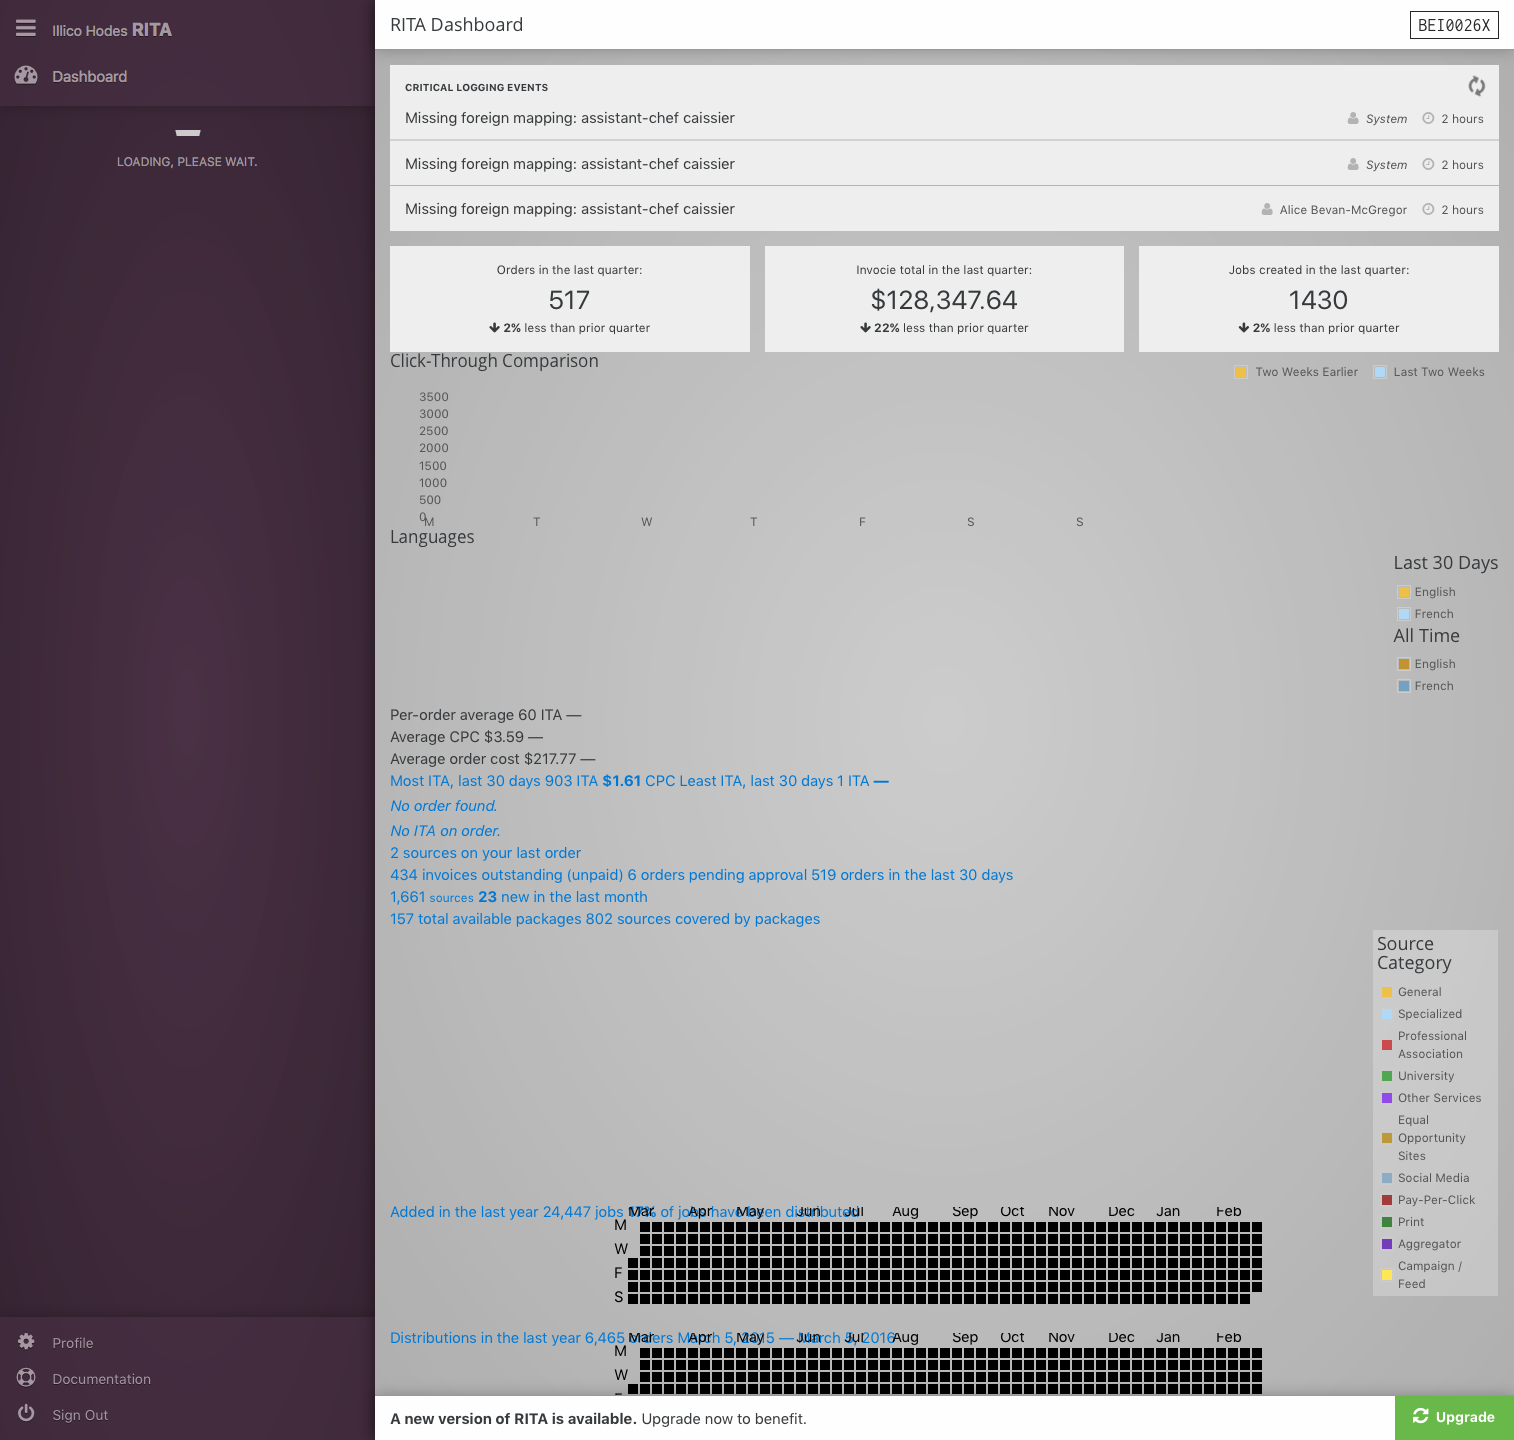 Illico Hodes RITA
Dashboard
LOADING, PLEASE WAIT.
Profile
Documentation
Sign Out
RITA Dashboard
BEI0026X
CRITICAL LOGGING EVENTS
Missing foreign mapping: assistant-chef caissier System 2 hours
Missing foreign mapping: assistant-chef caissier System 2 hours
Missing foreign mapping: assistant-chef caissier Alice Bevan-McGregor 2 hours
Orders in the last quarter:
517
2% less than prior quarter
Invocie total in the last quarter:
$128,347.64
22% less than prior quarter
Jobs created in the last quarter:
1430
2% less than prior quarter
Click-Through Comparison
Two Weeks Earlier Last Two Weeks
3500
3000
2500
2000
1500
1000
500
0
M T W T F S S
Languages
Last 30 Days
English
French
All Time
English
French
Per-order average 60 ITA —
Average CPC $3.59 —
Average order cost $217.77 —
Most ITA, last 30 days 903 ITA $1.61 CPC Least ITA, last 30 days 1 ITA —
No order found.
No ITA on order.
2 sources on your last order
434 invoices outstanding (unpaid) 6 orders pending approval 519 orders in the last 30 days
1,661 sources 23 new in the last month
157 total available packages 802 sources covered by packages
Source
Category
General
Specialized
Professional
Association
University
Other Services
Equal
Opportunity
Sites
Social Media
Pay-Per-Click
Print
Aggregator
Campaign /
Feed
Added in the last year 24,447 jobs of jobs have been distributed
Mar Apr May Jun Jul Aug Sep Oct Nov Dec Jan Feb
M
W
F
S
Distributions in the last year 6,465 orders March 5, 2015 — March 5, 2016
Mar Apr May Jun Jul Aug Sep Oct Nov Dec Jan Feb
M
W
A new version of RITA is available. Upgrade now to benefit.
Upgrade